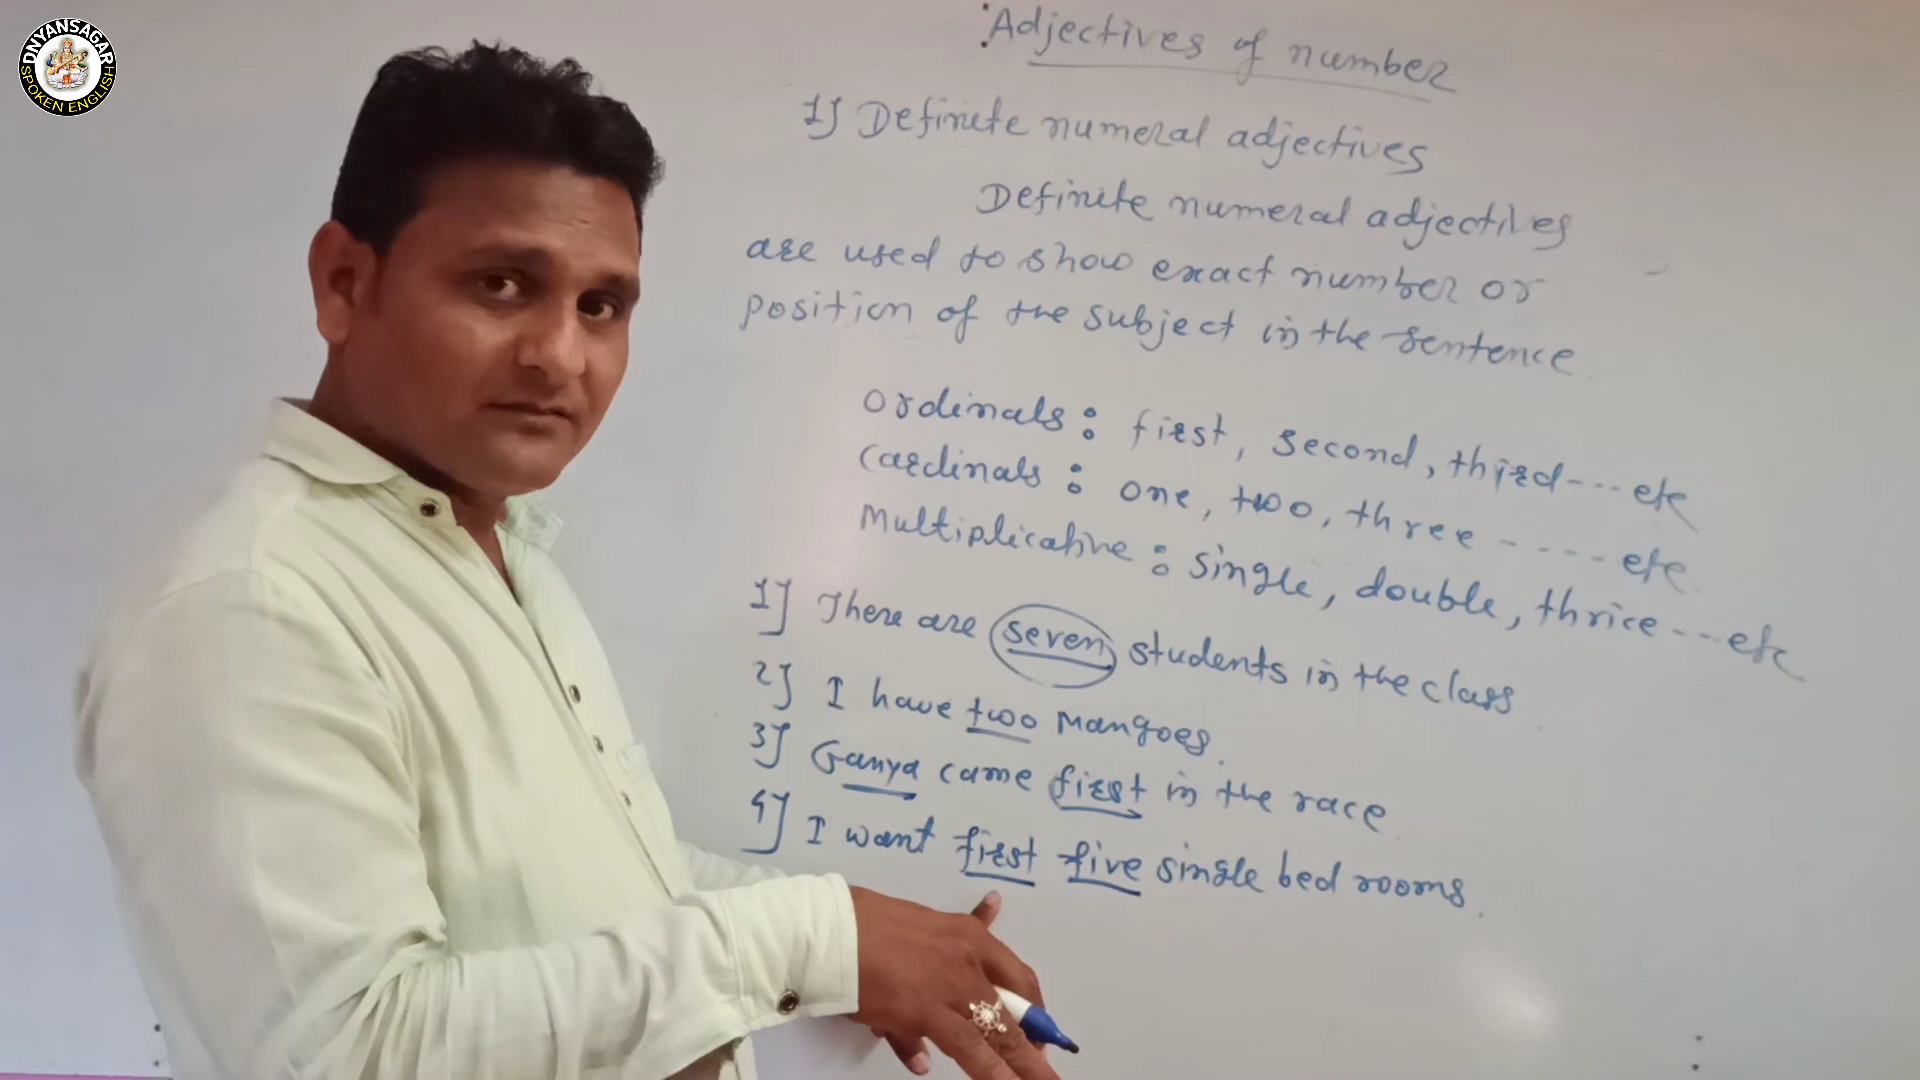 DNYANSAGAR
SPOKEN ENGLISH
Adjectives of number
1] Definite numeral adjectives
Definite numeral adjectives
are used to show exact number or
position of the subject in the sentence
Ordinals : first, second, third---etc
Cardinals : one, two, three ----- etc
Multiplicative : single, double, thrice---etc
1] There are seven students in the class
2] I have two mangoes.
3] Ganya came first in the race
4] I want first five single bed rooms.